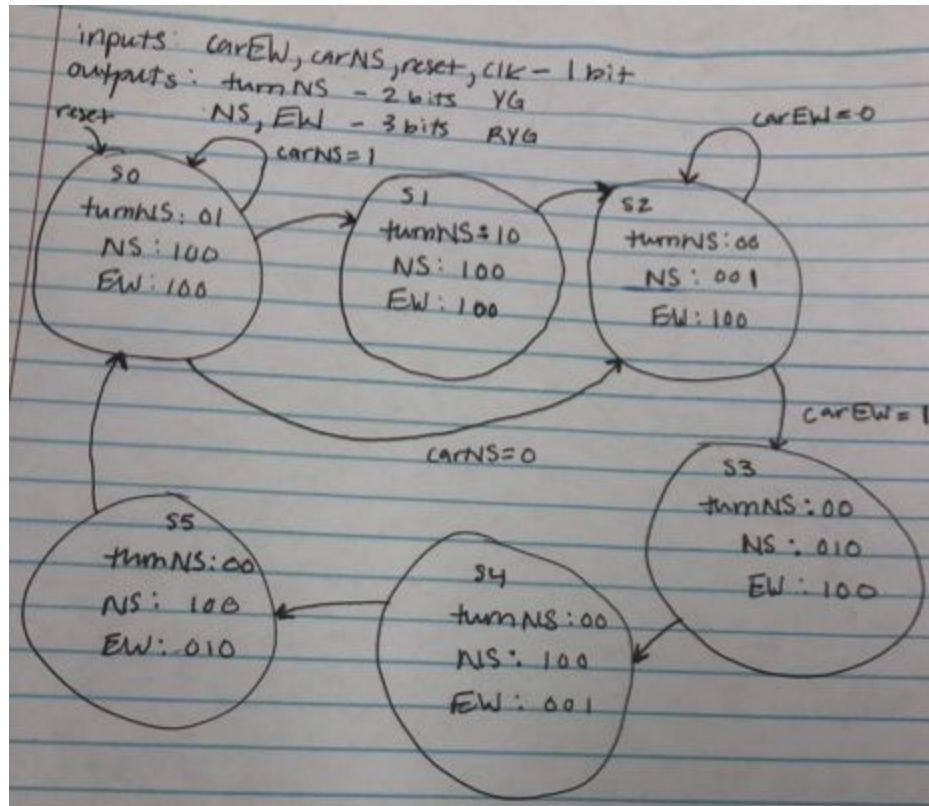 inputs: carEW, carNS, reset, clk - 1 bit
outputs: turnNS - 2 bits YG
NS, EW - 3 bits RYG
reset
carNS=1
carEW=0
S0
turnNS: 01
NS: 100
EW: 100
S1
turnNS: 10
NS: 100
EW: 100
S2
turnNS: 00
NS: 001
EW: 100
carEW=1
carNS=0
S3
turnNS: 00
NS: 010
EW: 100
S4
turnNS: 00
NS: 100
EW: 001
S5
turnNS: 00
NS: 100
EW: 010